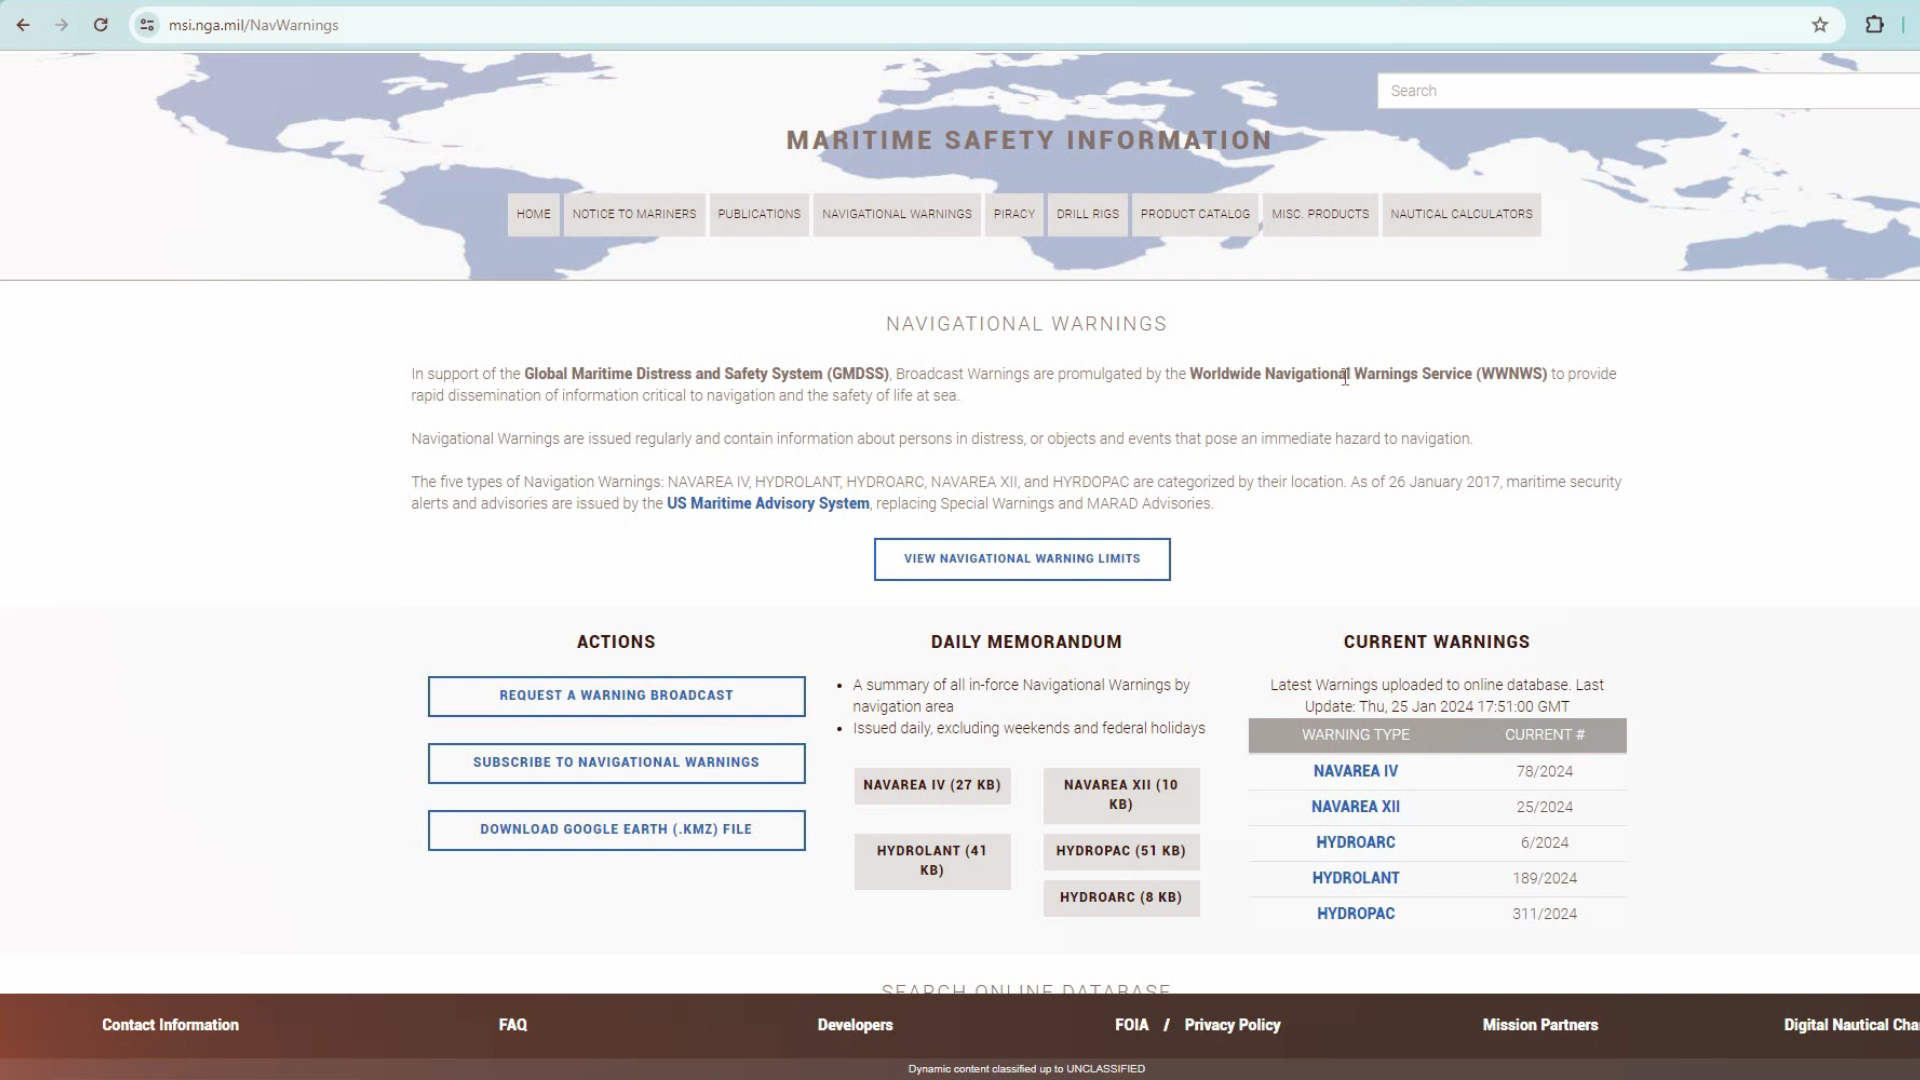 msi.nga.mil/NavWarnings
Search
MARITIME SAFETY INFORMATION
HOME
NOTICE TO MARINERS
PUBLICATIONS
NAVIGATIONAL WARNINGS
PIRACY
DRILL RIGS
PRODUCT CATALOG
MISC. PRODUCTS
NAUTICAL CALCULATORS
NAVIGATIONAL WARNINGS
In support of the Global Maritime Distress and Safety System (GMDSS), Broadcast Warnings are promulgated by the Worldwide Navigational Warnings Service (WWNWS) to provide
rapid dissemination of information critical to navigation and the safety of life at sea.
Navigational Warnings are issued regularly and contain information about persons in distress, or objects and events that pose an immediate hazard to navigation.
The five types of Navigation Warnings: NAVAREA IV, HYDROLANT, HYDROARC, NAVAREA XII, and HYRDOPAC are categorized by their location. As of 26 January 2017, maritime security
alerts and advisories are issued by the US Maritime Advisory System, replacing Special Warnings and MARAD Advisories.
VIEW NAVIGATIONAL WARNING LIMITS
ACTIONS
REQUEST A WARNING BROADCAST
SUBSCRIBE TO NAVIGATIONAL WARNINGS
DOWNLOAD GOOGLE EARTH (.KMZ) FILE
DAILY MEMORANDUM
• A summary of all in-force Navigational Warnings by
navigation area
• Issued daily, excluding weekends and federal holidays
NAVAREA IV (27 KB)
NAVAREA XII (10
KB)
HYDROLANT (41
KB)
HYDROPAC (51 KB)
HYDROARC (8 KB)
CURRENT WARNINGS
Latest Warnings uploaded to online database. Last
Update: Thu, 25 Jan 2024 17:51:00 GMT
WARNING TYPE CURRENT #
NAVAREA IV 78/2024
NAVAREA XII 25/2024
HYDROARC 6/2024
HYDROLANT 189/2024
HYDROPAC 311/2024
SEARCH ONLINE DATABASE
Contact Information
FAQ
Developers
FOIA / Privacy Policy
Mission Partners
Digital Nautical Cha
Dynamic content classified up to UNCLASSIFIED